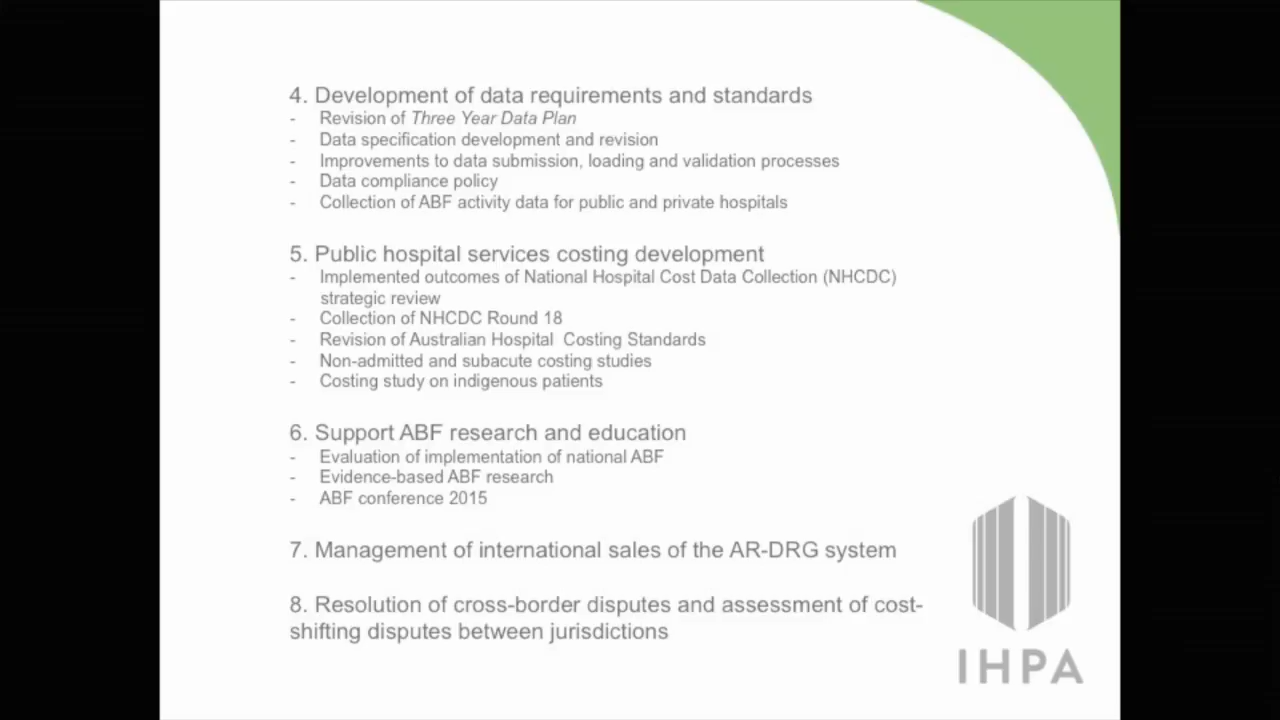 4. Development of data requirements and standards
- Revision of Three Year Data Plan
- Data specification development and revision
- Improvements to data submission, loading and validation processes
- Data compliance policy
- Collection of ABF activity data for public and private hospitals
5. Public hospital services costing development
- Implemented outcomes of National Hospital Cost Data Collection (NHCDC)
strategic review
- Collection of NHCDC Round 18
- Revision of Australian Hospital  Costing Standards
- Non-admitted and subacute costing studies
- Costing study on indigenous patients
6. Support ABF research and education
- Evaluation of implementation of national ABF
- Evidence-based ABF research
- ABF conference 2015
7. Management of international sales of the AR-DRG system
8. Resolution of cross-border disputes and assessment of cost-
shifting disputes between jurisdictions
IHPA